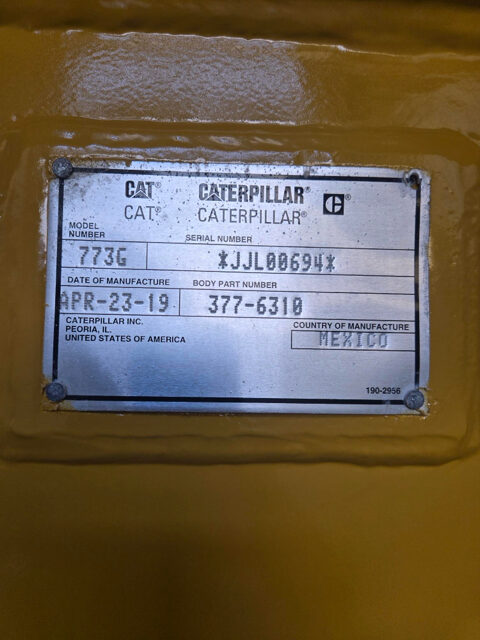 CAT® CATERPILLAR® C
CAT® CATERPILLAR®
MODEL NUMBER
SERIAL NUMBER
773G
*JJL00694*
DATE OF MANUFACTURE
BODY PART NUMBER
APR-23-19
377-6310
CATERPILLAR INC.
PEORIA, IL.
UNITED STATES OF AMERICA
COUNTRY OF MANUFACTURE
MEXICO
190-2956